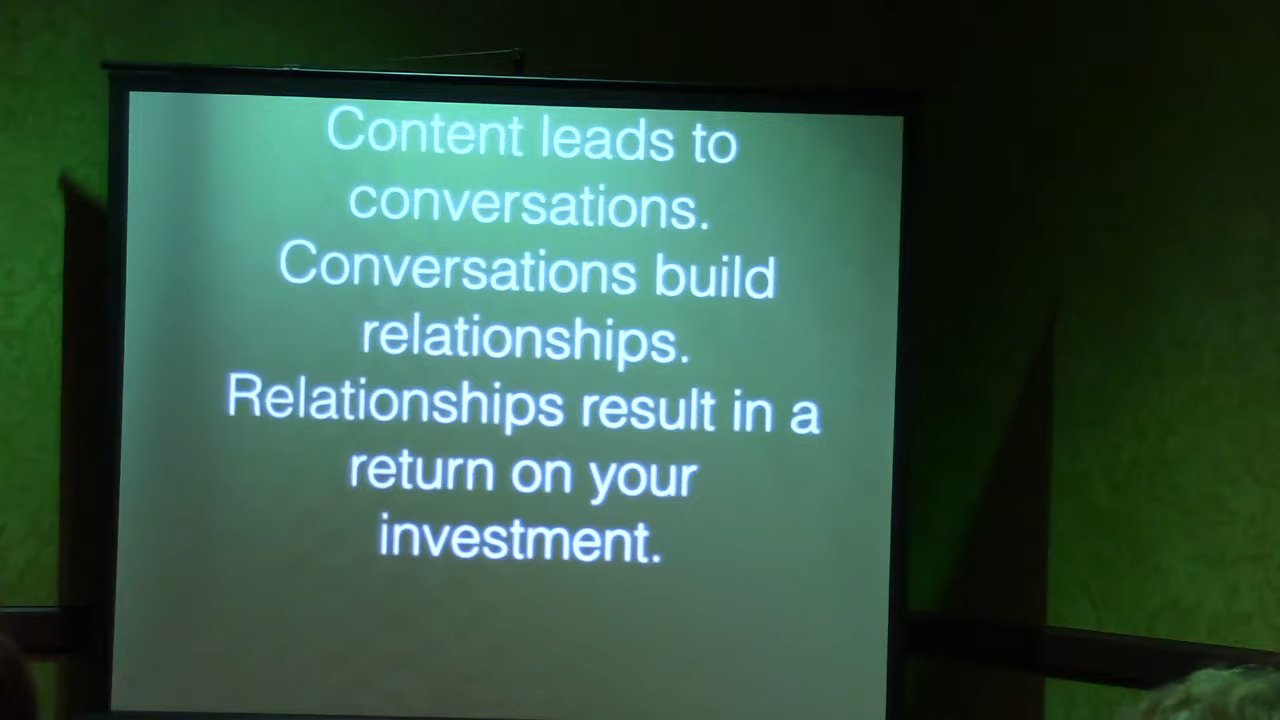 Content leads to
conversations.
Conversations build
relationships.
Relationships result in a
return on your
investment.